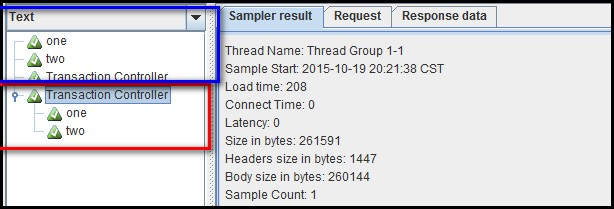 Text
one
two
Transaction Controller
Transaction Controller
one
two
Sampler result
Request
Response data
Thread Name: Thread Group 1-1
Sample Start: 2015-10-19 20:21:38 CST
Load time: 208
Connect Time: 0
Latency: 0
Size in bytes: 261591
Headers size in bytes: 1447
Body size in bytes: 260144
Sample Count: 1